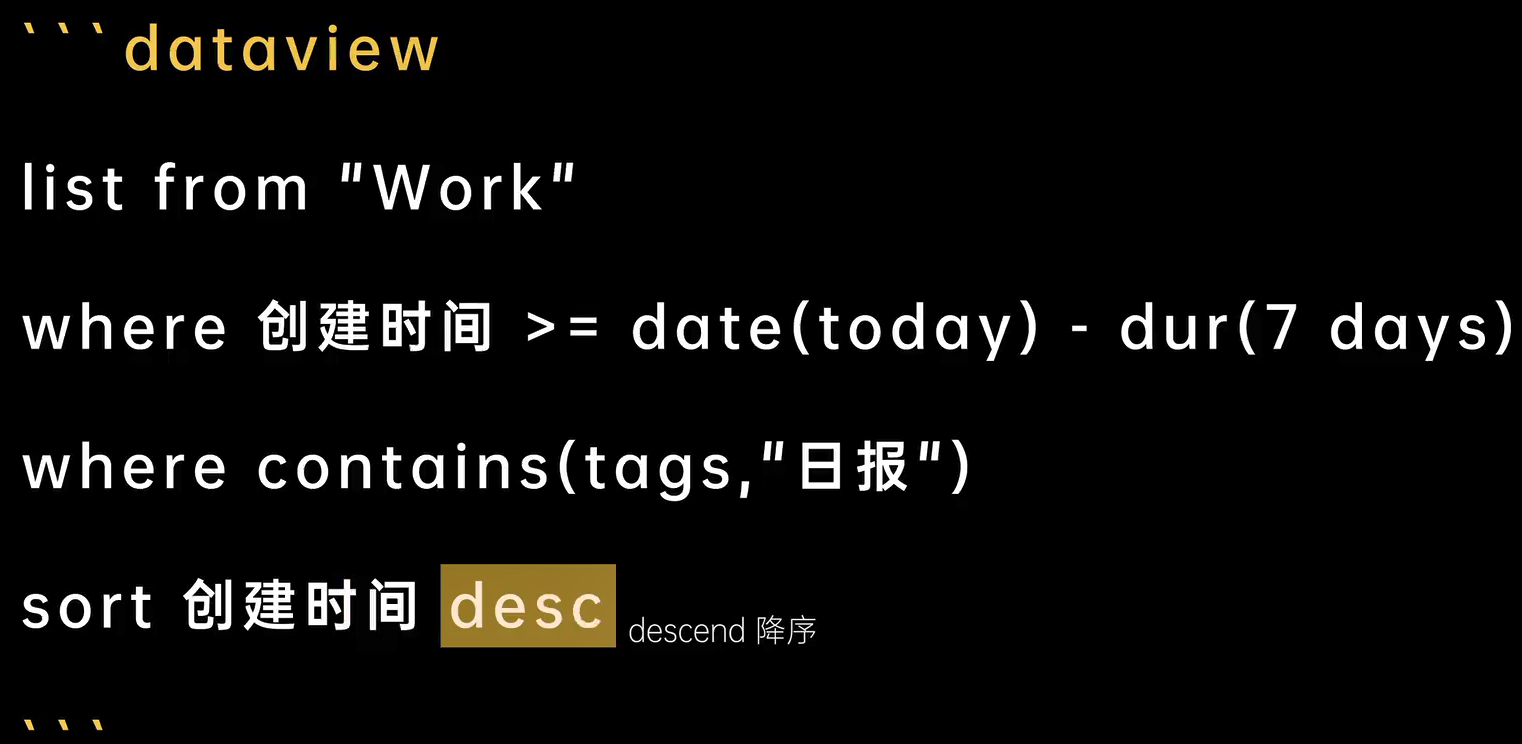 ```dataview
list from "Work"
where 创建时间 >= date(today) - dur(7 days)
where contains(tags,"日报")
sort 创建时间 desc descend 降序
```